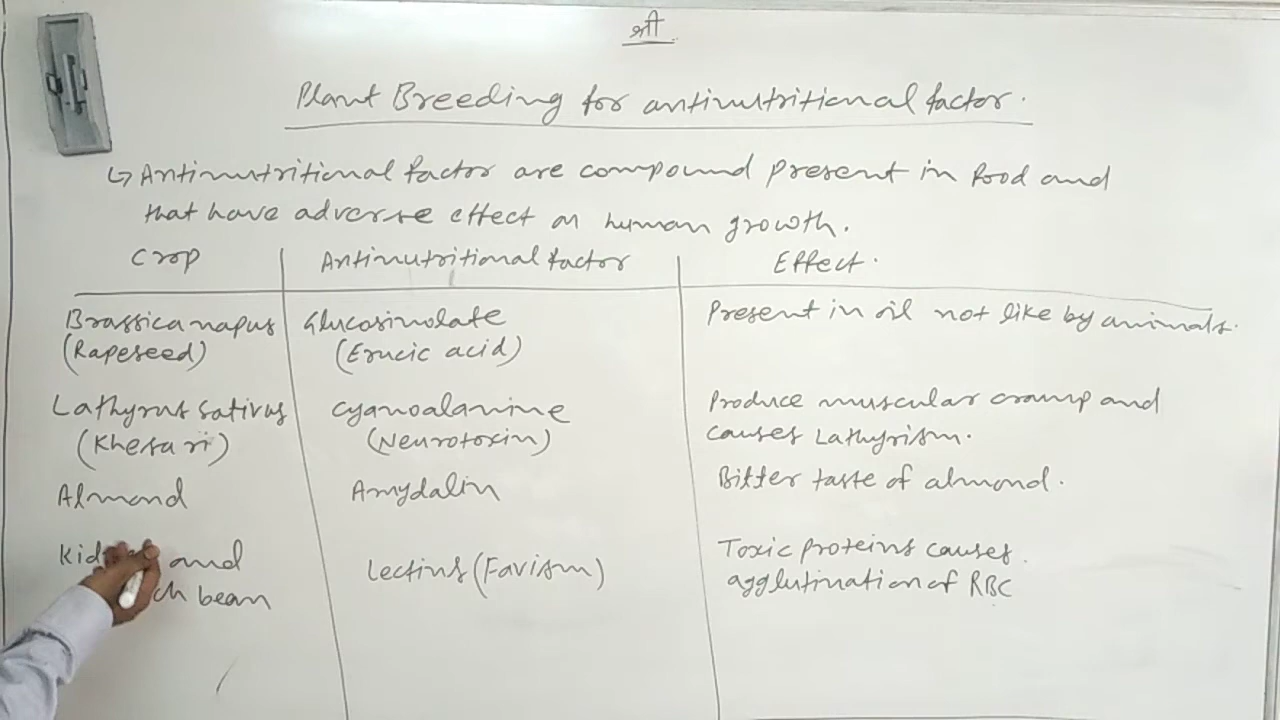 श्री
Plant Breeding for antinutritional factor.
↳ Antinutritional factor are compound present in food and
that have adverse effect on human growth.
Crop Antinutritional factor Effect.
Brassica napus Glucosinolate Present in oil not like by animals.
(Rapeseed) (Erucic acid)
Lathyrus sativus Cyanoalanine Produce muscular cramp and
(Khesari) (Neurotoxin) causes Lathyrism.
Almond Amydalin Bitter taste of almond.
and Lectins (Favism) Toxic proteins causes
bean agglutination of RBC